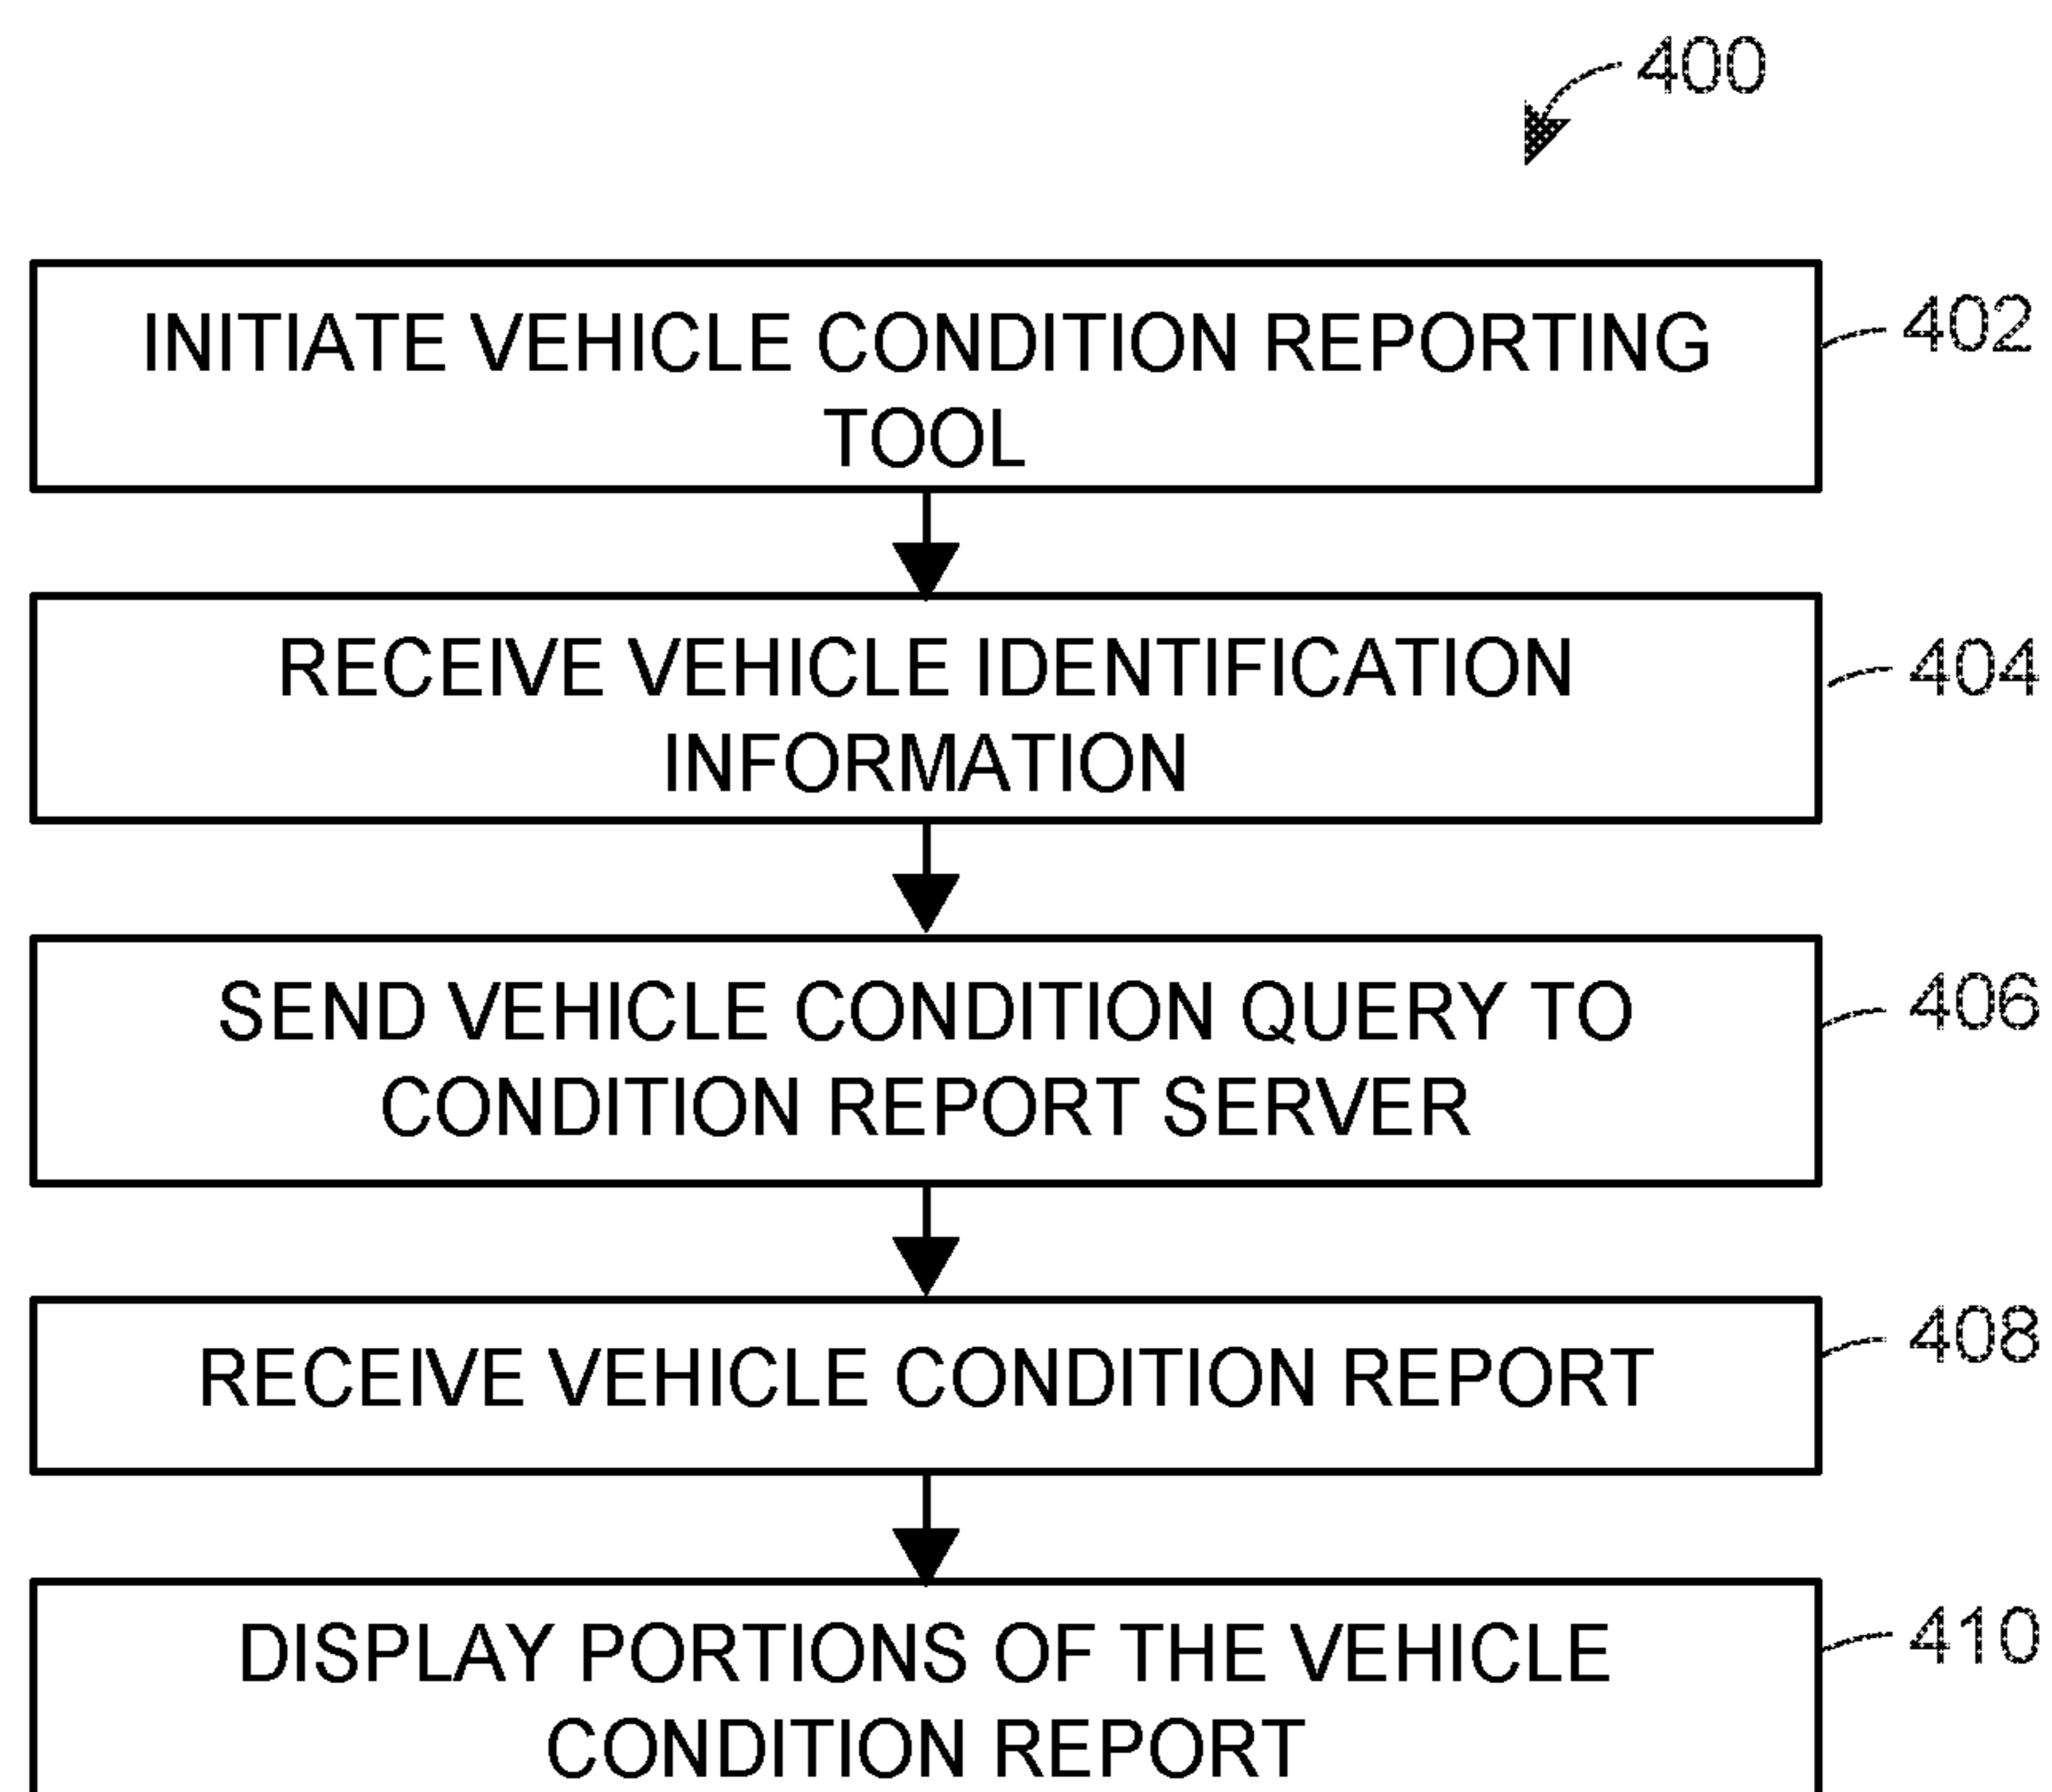 400
INITIATE VEHICLE CONDITION REPORTING
TOOL
402
RECEIVE VEHICLE IDENTIFICATION
INFORMATION
404
SEND VEHICLE CONDITION QUERY TO
CONDITION REPORT SERVER
406
RECEIVE VEHICLE CONDITION REPORT
408
DISPLAY PORTIONS OF THE VEHICLE
CONDITION REPORT
410